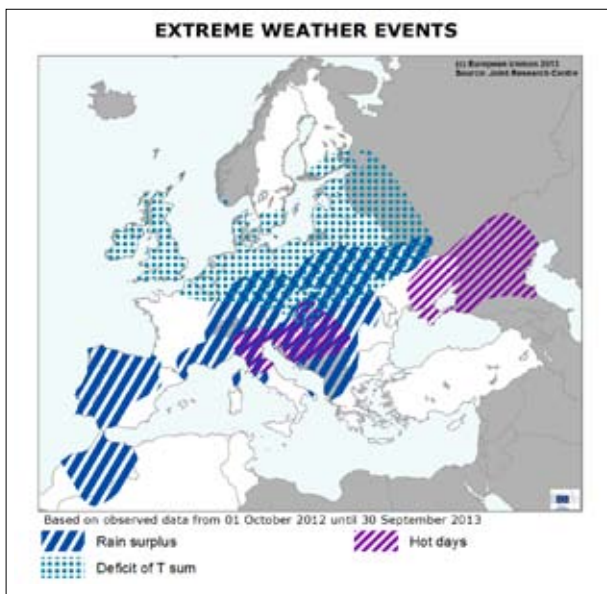 EXTREME WEATHER EVENTS
(c) European Union 2013
Source: Joint Research Centre
Based on observed data from 01 October 2012 until 30 September 2013
Rain surplus
Hot days
Deficit of T sum